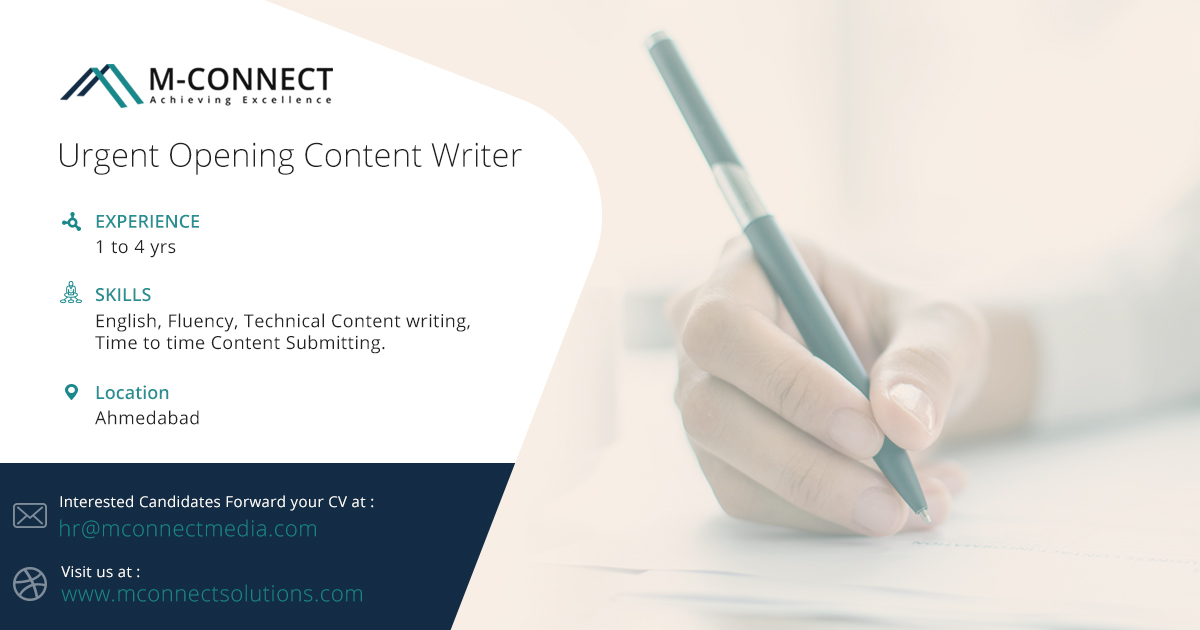 M-CONNECT
Achieving Excellence
Urgent Opening Content Writer
EXPERIENCE
1 to 4 yrs
SKILLS
English, Fluency, Technical Content writing,
Time to time Content Submitting.
Location
Ahmedabad
Interested Candidates Forward your CV at :
hr@mconnectmedia.com
Visit us at :
www.mconnectsolutions.com